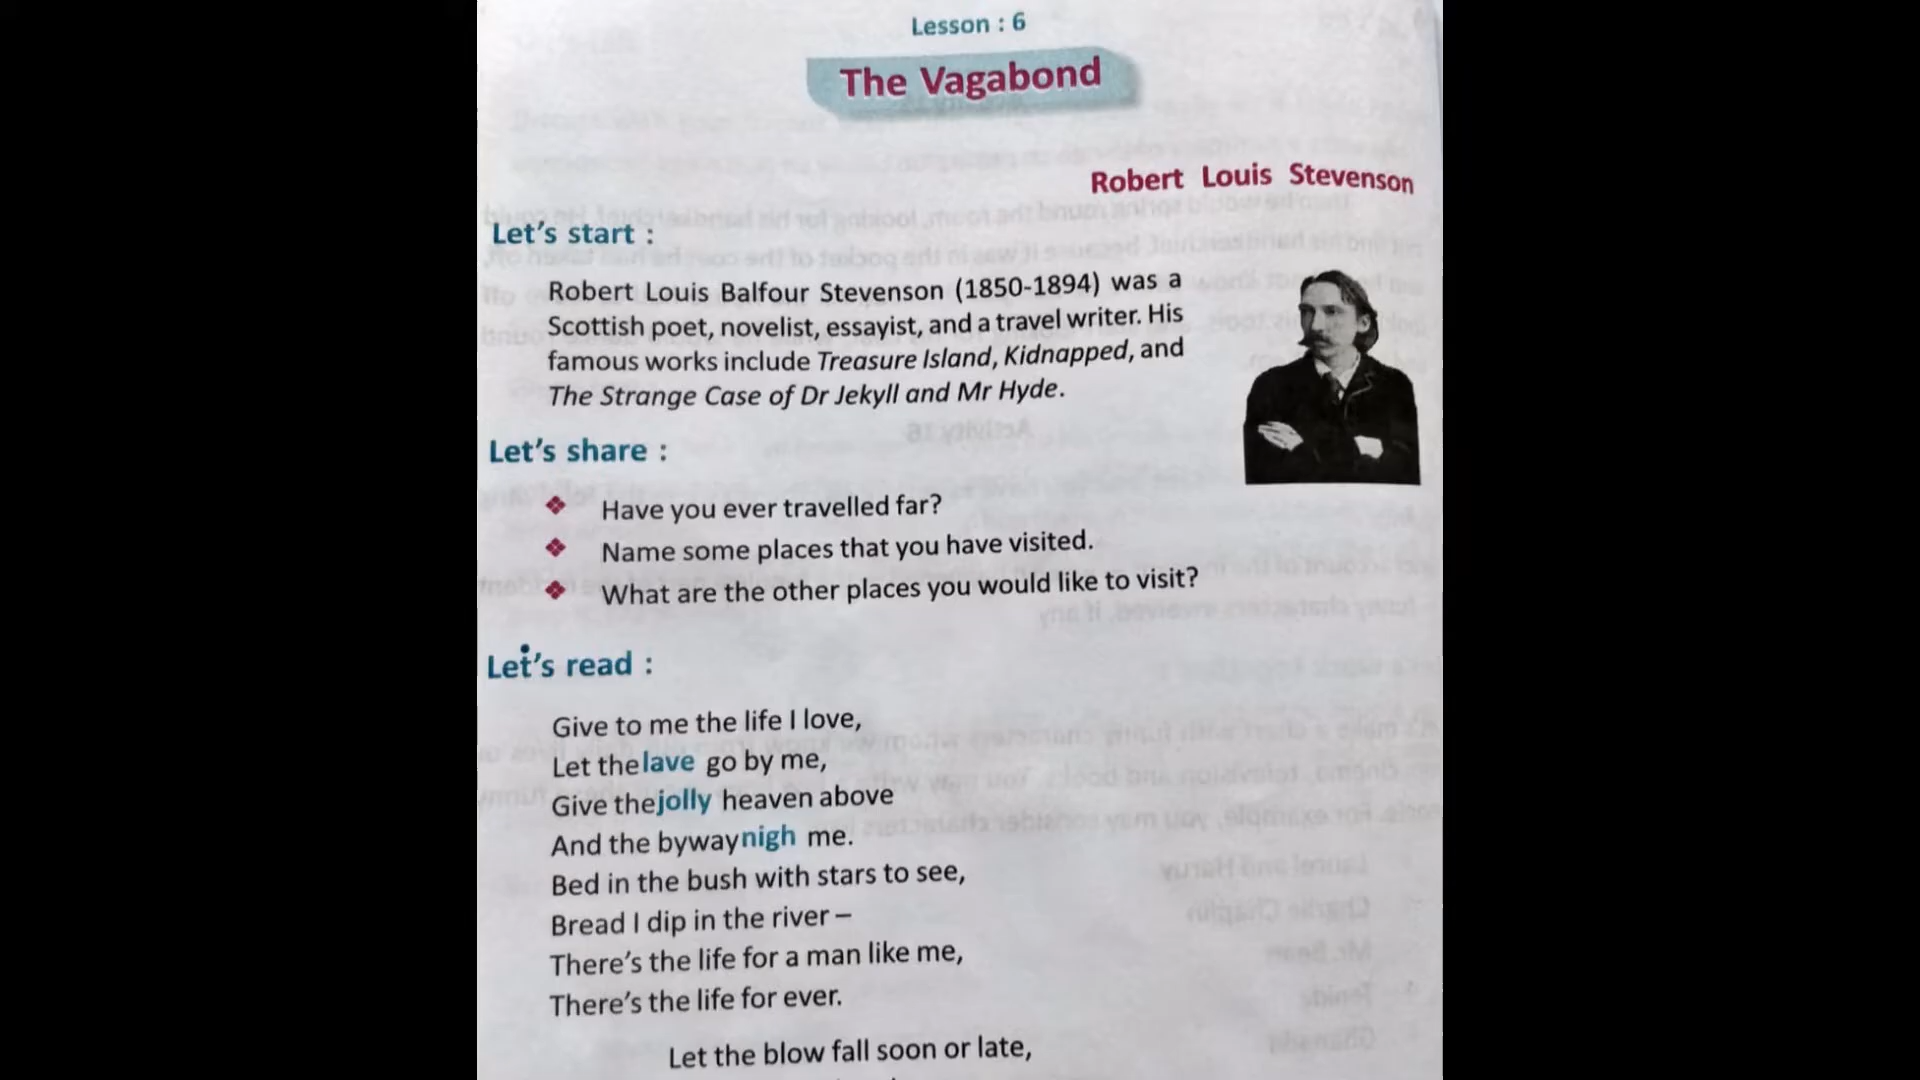 Lesson : 6
The Vagabond
Robert Louis Stevenson
Let's start :
Robert Louis Balfour Stevenson (1850-1894) was a
Scottish poet, novelist, essayist, and a travel writer. His
famous works include Treasure Island, Kidnapped, and
The Strange Case of Dr Jekyll and Mr Hyde.
Let's share :
❖ Have you ever travelled far?
❖ Name some places that you have visited.
❖ What are the other places you would like to visit?
Let's read :
Give to me the life I love,
Let the lave go by me,
Give the jolly heaven above
And the byway nigh me.
Bed in the bush with stars to see,
Bread I dip in the river –
There's the life for a man like me,
There's the life for ever.
Let the blow fall soon or late,